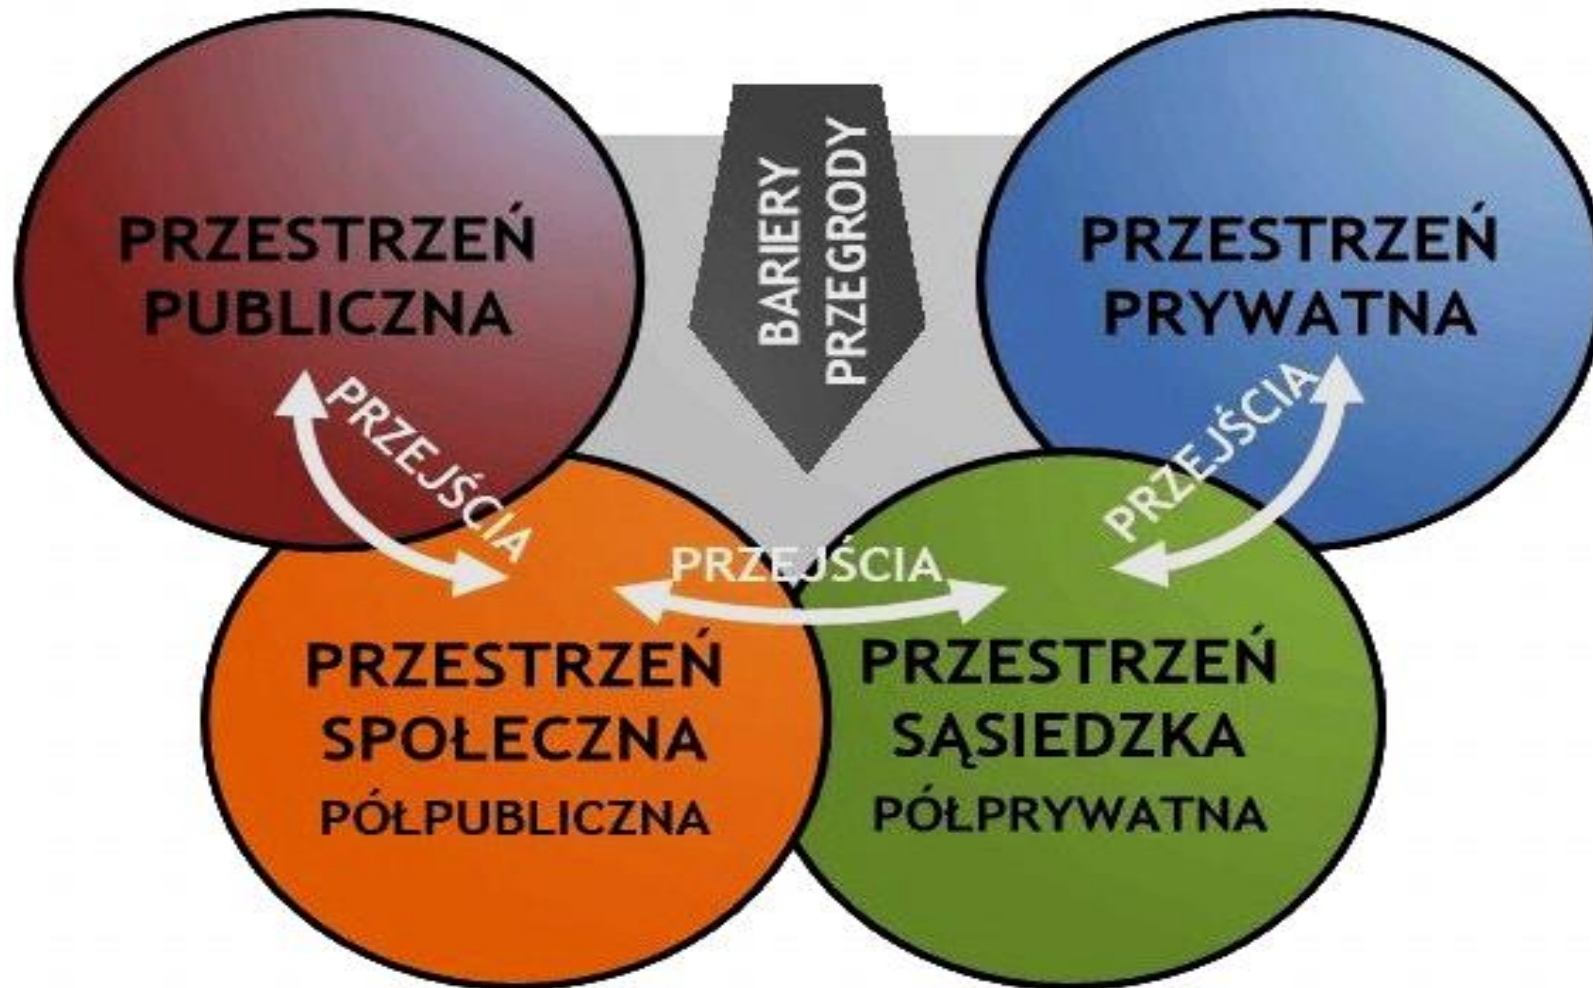 PRZESTRZEŃ
PUBLICZNA
BARIERY
PRZEGRODY
PRZESTRZEŃ
PRYWATNA
PRZEJŚCIA
PRZEJŚCIA
PRZEJŚCIA
PRZESTRZEŃ
SPOŁECZNA
PÓŁPUBLICZNA
PRZESTRZEŃ
SĄSIEDZKA
PÓŁPRYWATNA